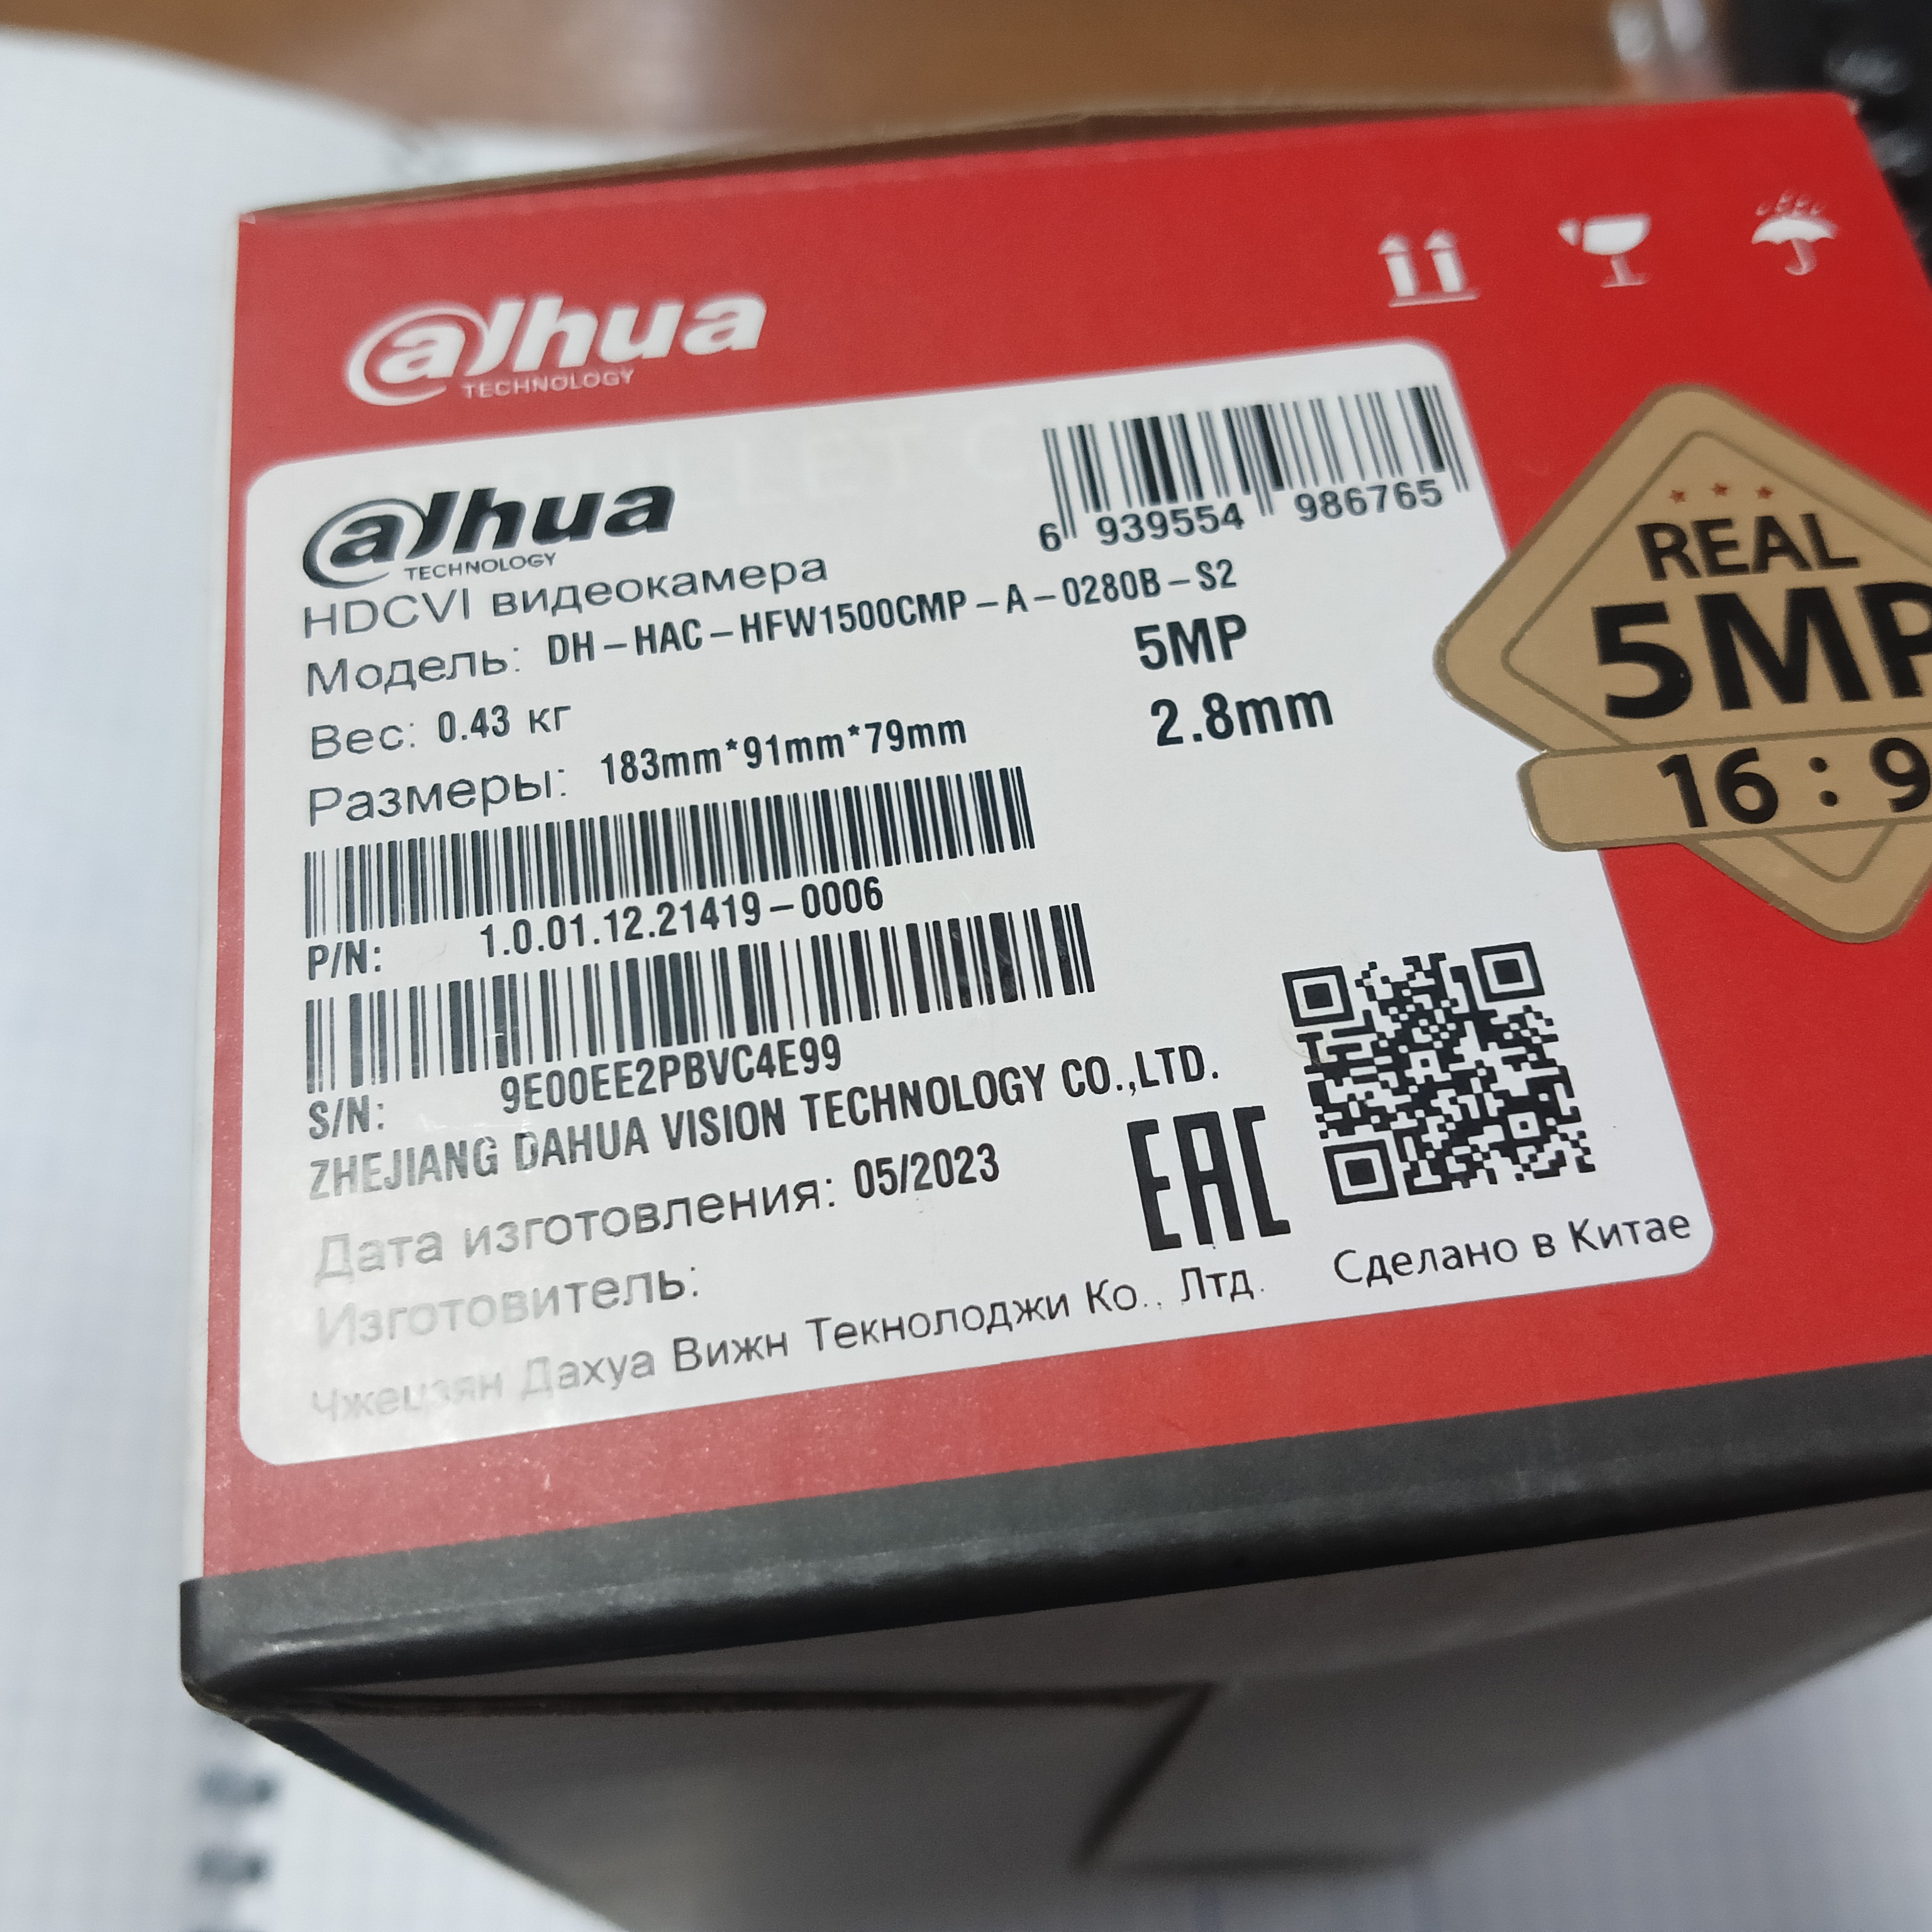 alhua
TECHNOLOGY
alhua
TECHNOLOGY
6 939554 986765
HDCVI видеокамера
Модель: DH-HAC-HFW1500CMP-A-0280B-S2
Вес: 0.43 кг
5MP
Размеры: 183mm*91mm*79mm
2.8mm
P/N: 1.0.01.12.21419-0006
S/N: 9E00EE2PBVC4E99
ZHEJIANG DAHUA VISION TECHNOLOGY CO.,LTD.
Дата изготовления: 05/2023
Изготовитель:
Чжецзян Дахуа Вижн Текнолоджи Ко., Лтд.
EAC
Сделано в Китае
REAL
5MP
16:9